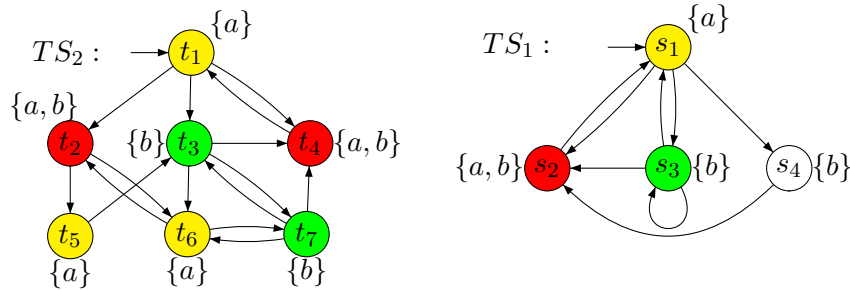 {a}
TS₂ :
t₁
{a, b}
t₂
{b}
t₃
t₄
{a, b}
t₅
t₆
t₇
{a}
{a}
{b}
{a}
TS₁ :
s₁
{a, b}
s₂
s₃
{b}
s₄
{b}